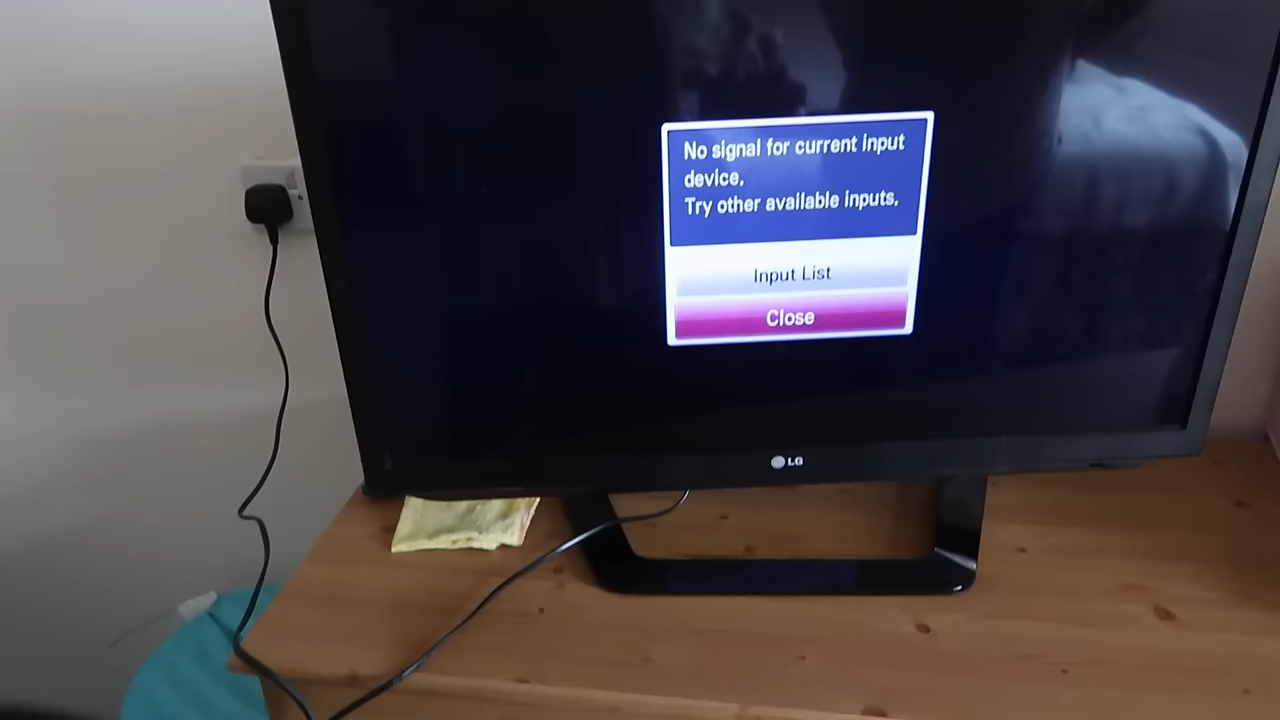 No signal for current input
device.
Try other available inputs.
Input List
Close
LG